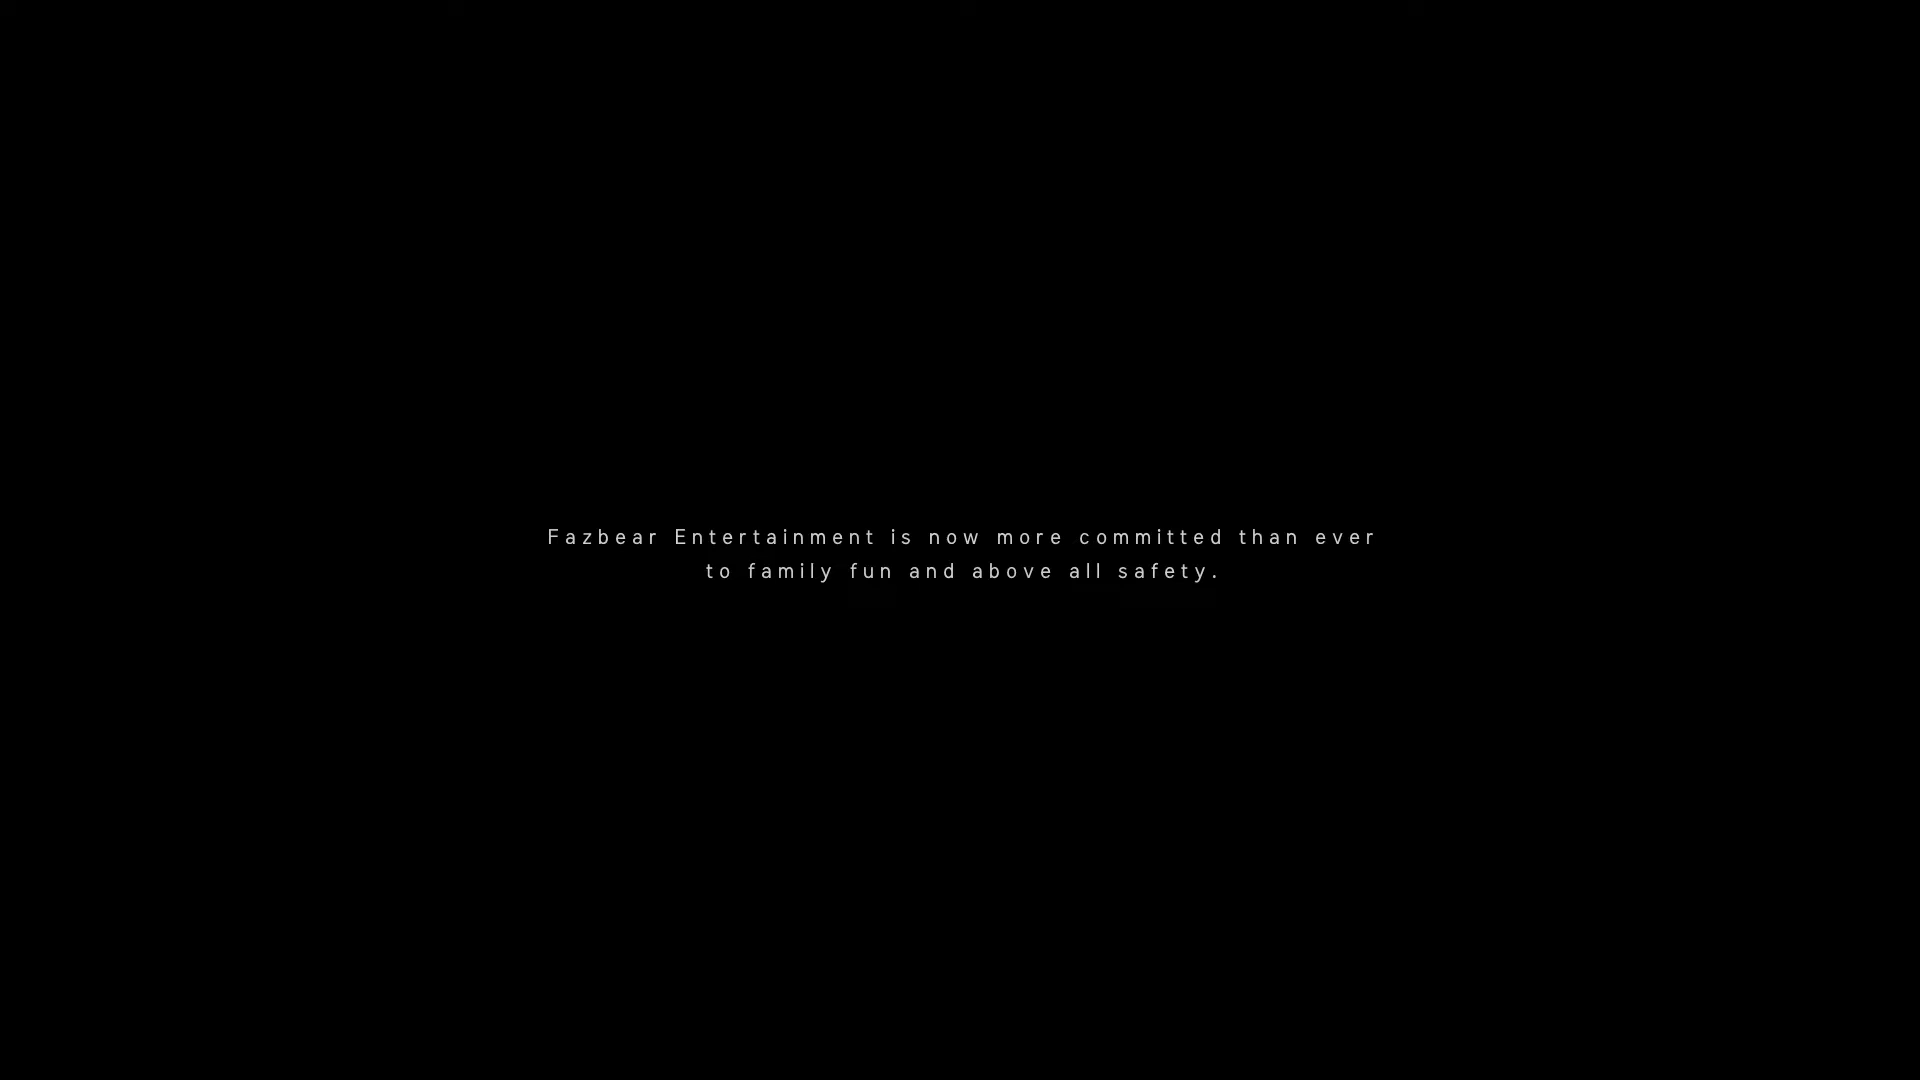 Fazbear Entertainment is now more committed than ever
to family fun and above all safety.